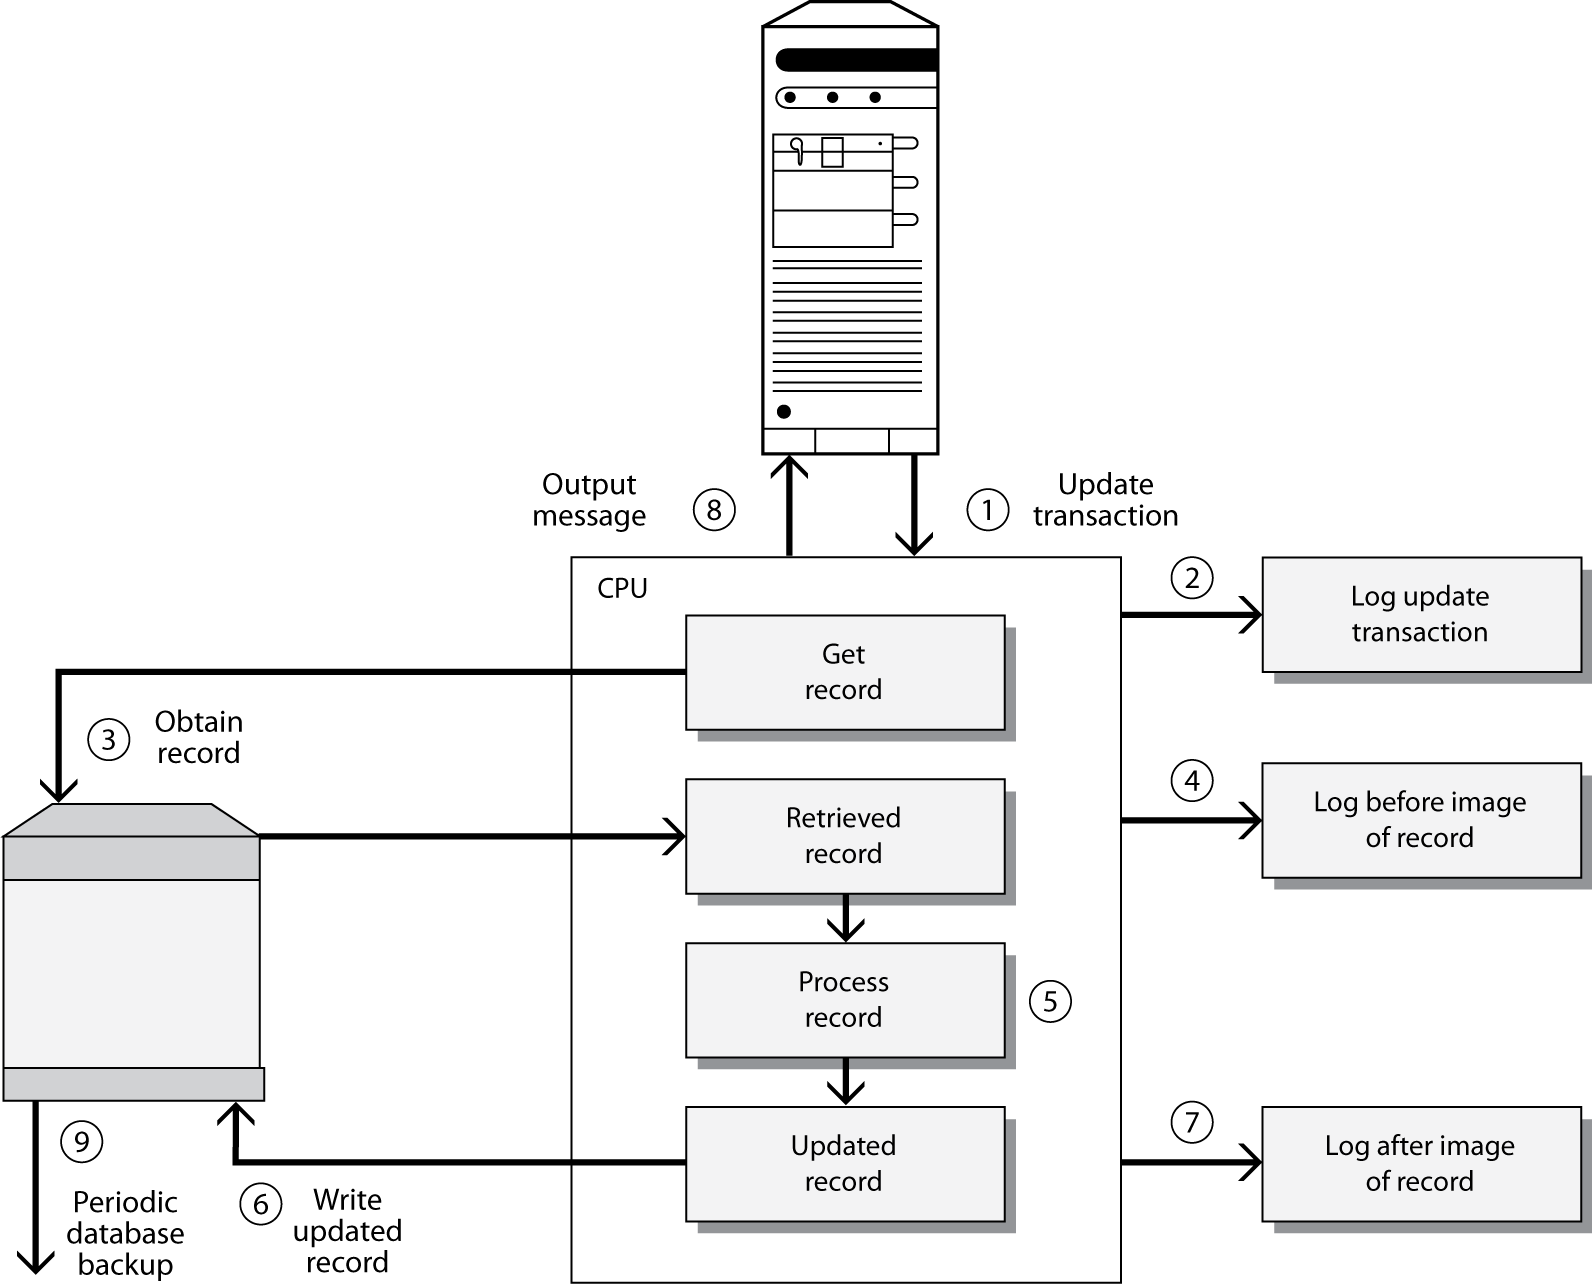 Output
message
8
1
Update
transaction
CPU
2
Log update
transaction
Get
record
3
Obtain
record
4
Log before image
of record
Retrieved
record
Process
record
5
Updated
record
7
Log after image
of record
6
Write
updated
record
9
Periodic
database
backup